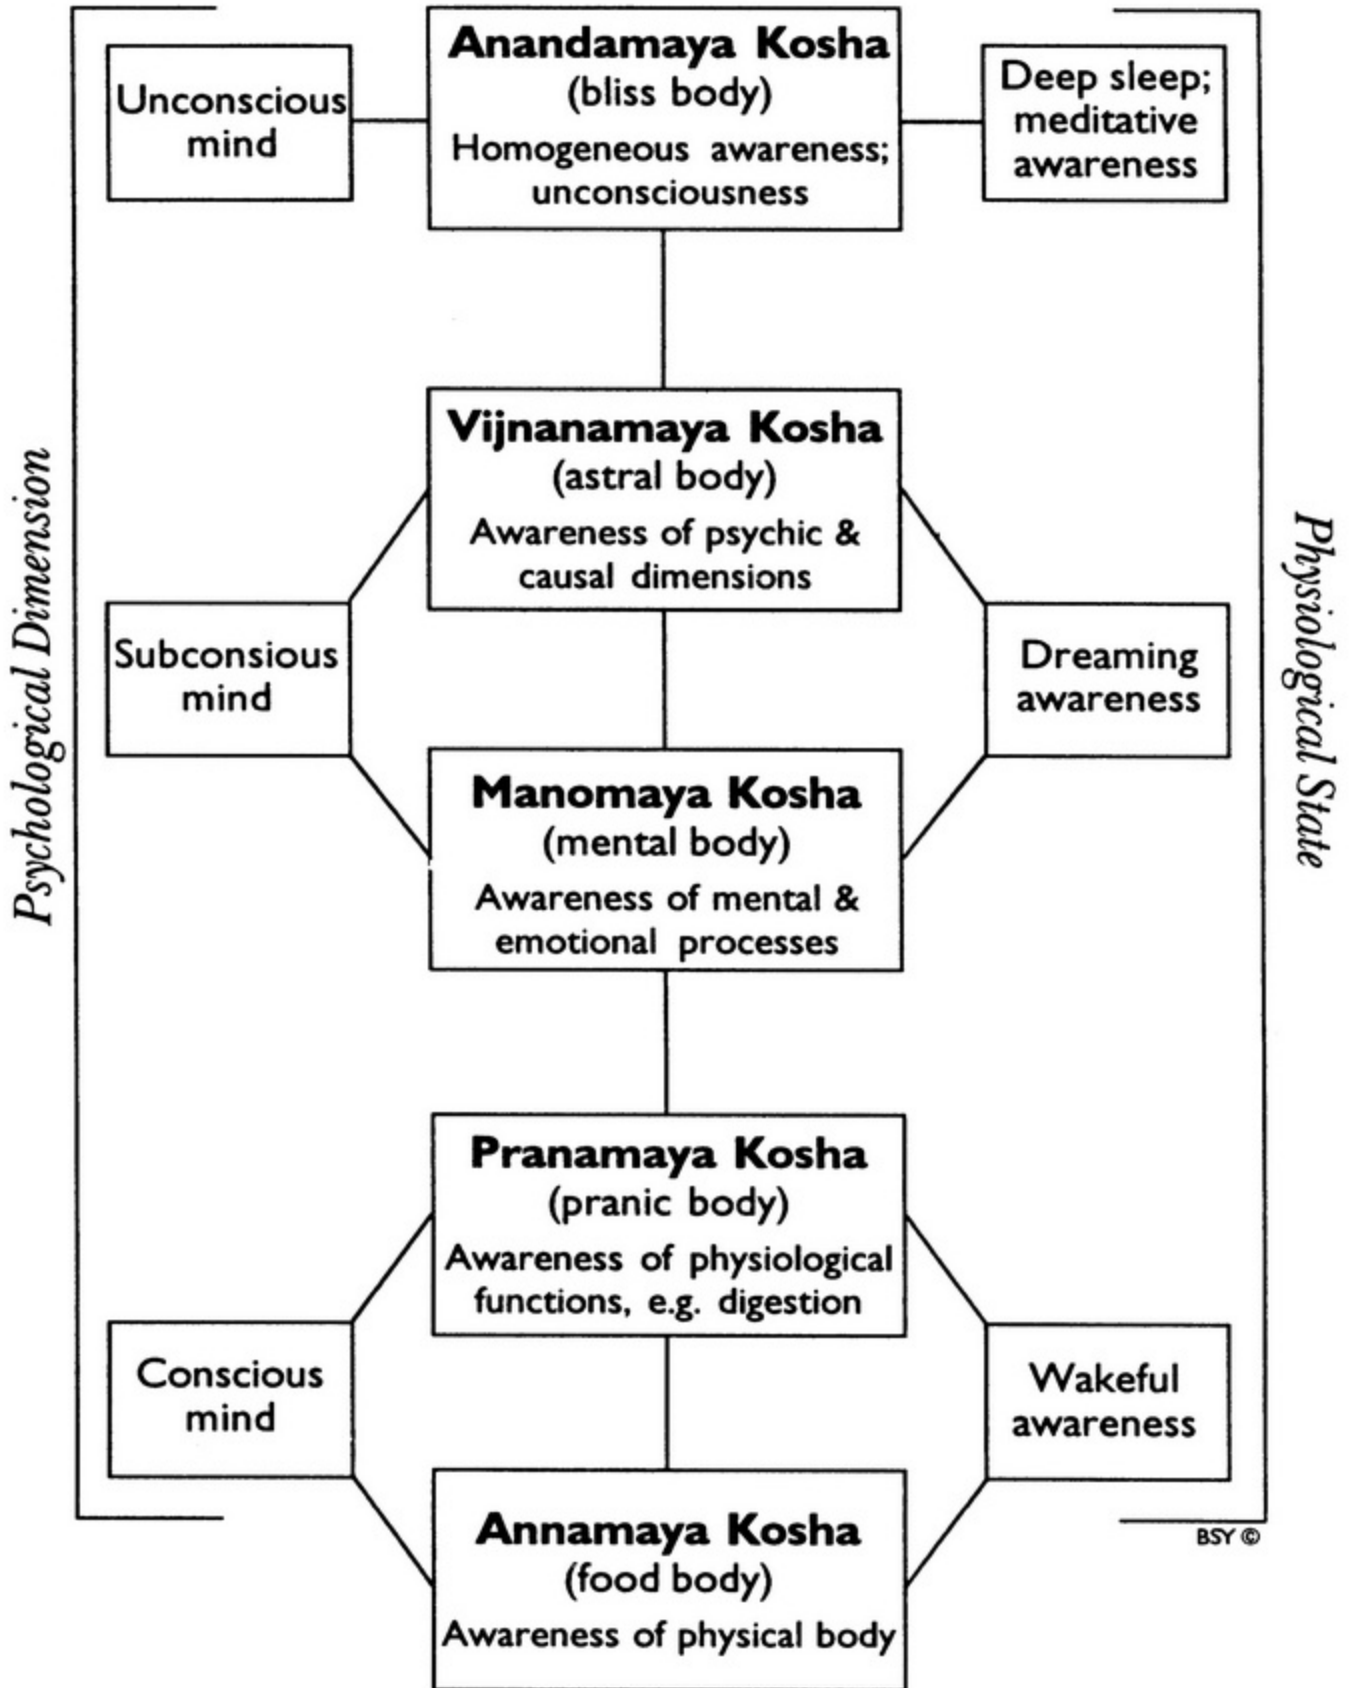 Anandamaya Kosha
(bliss body)
Homogeneous awareness;
unconsciousness
Unconscious
mind
Deep sleep;
meditative
awareness
Vijnanamaya Kosha
(astral body)
Awareness of psychic &
causal dimensions
Psychological Dimension
Physiological State
Subconsious
mind
Dreaming
awareness
Manomaya Kosha
(mental body)
Awareness of mental &
emotional processes
Pranamaya Kosha
(pranic body)
Awareness of physiological
functions, e.g. digestion
Conscious
mind
Wakeful
awareness
Annamaya Kosha
(food body)
Awareness of physical body
BSY ©